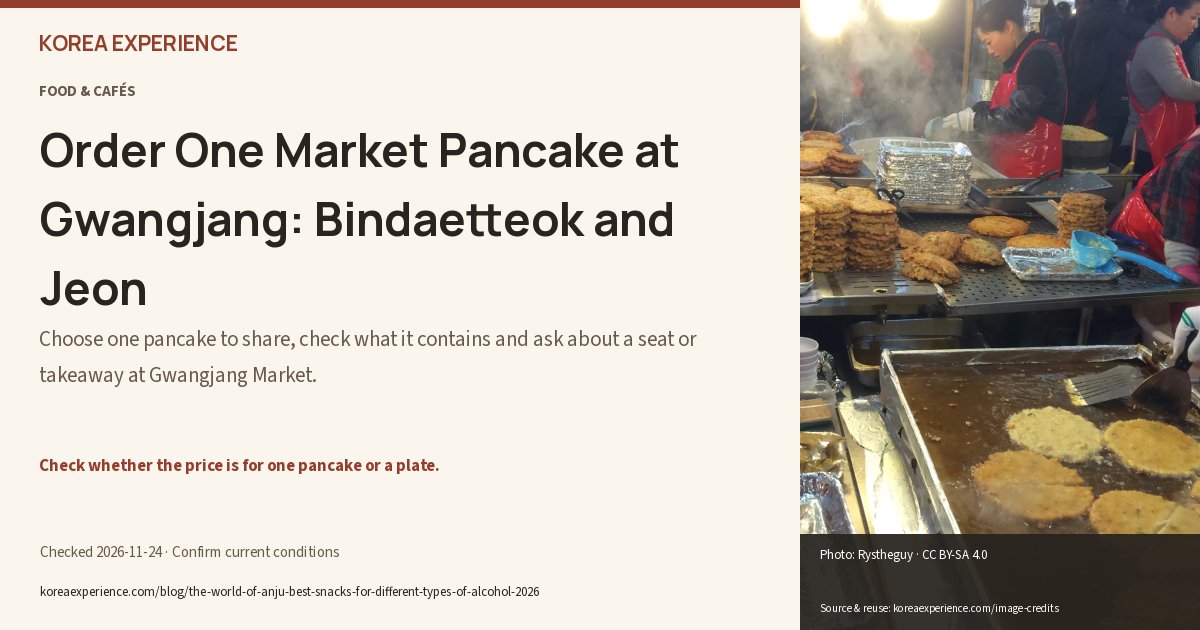 KOREA EXPERIENCE
FOOD & CAFÉS
Order One Market Pancake at
Gwangjang: Bindaetteok and
Jeon
Choose one pancake to share, check what it contains and ask about a seat or
takeaway at Gwangjang Market.
Check whether the price is for one pancake or a plate.
Checked 2026-11-24 · Confirm current conditions
koreaexperience.com/blog/the-world-of-anju-best-snacks-for-different-types-of-alcohol-2026
Photo: Rystheguy · CC BY-SA 4.0
Source & reuse: koreaexperience.com/image-credits